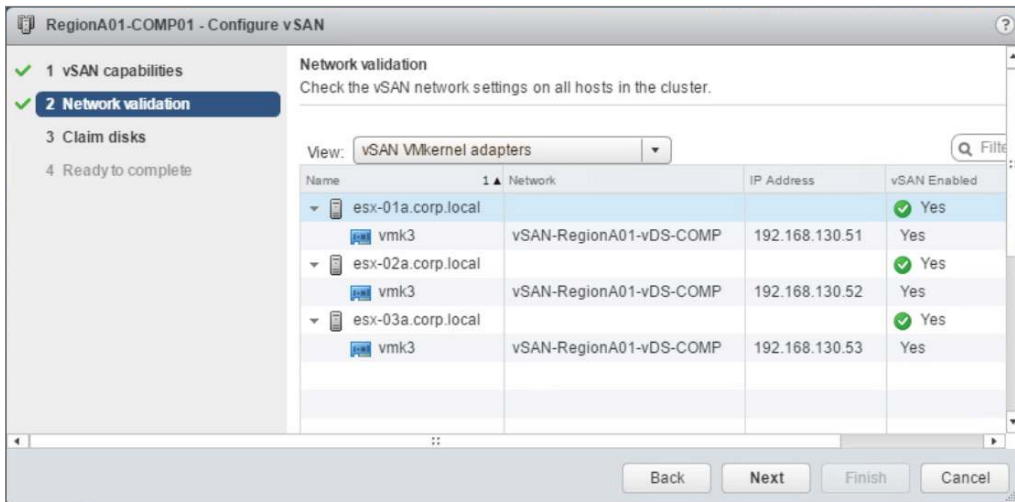 RegionA01-COMP01 - Configure vSAN ?
1 vSAN capabilities
2 Network validation
3 Claim disks
4 Ready to complete
Network validation
Check the vSAN network settings on all hosts in the cluster.
View: vSAN VMkernel adapters
Filte
Name 1 ▲ Network IP Address vSAN Enabled
esx-01a.corp.local Yes
vmk3 vSAN-RegionA01-vDS-COMP 192.168.130.51 Yes
esx-02a.corp.local Yes
vmk3 vSAN-RegionA01-vDS-COMP 192.168.130.52 Yes
esx-03a.corp.local Yes
vmk3 vSAN-RegionA01-vDS-COMP 192.168.130.53 Yes
Back Next Finish Cancel